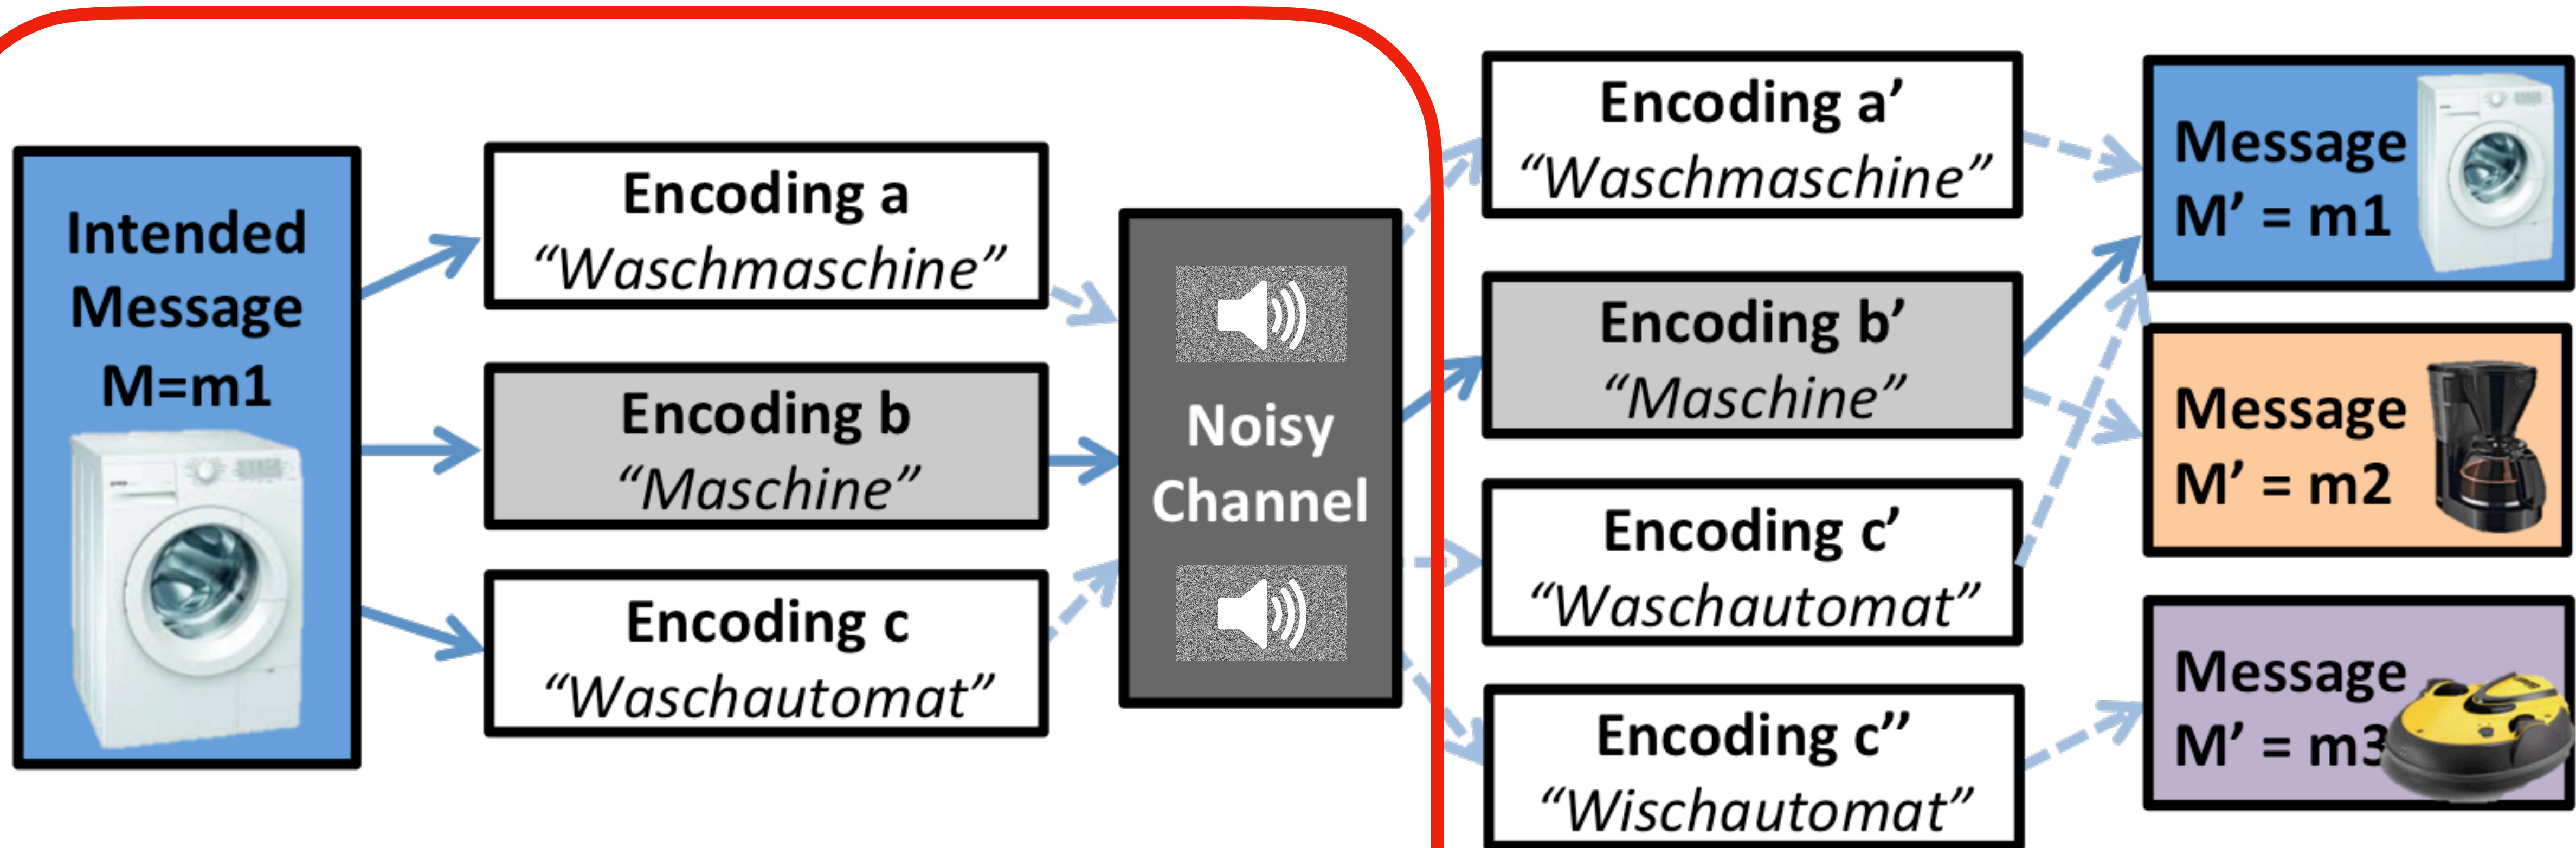 Intended
Message
M=m1
Encoding a
“Waschmaschine”
Encoding b
“Maschine”
Encoding c
“Waschautomat”
Noisy
Channel
Encoding a’
“Waschmaschine”
Encoding b’
“Maschine”
Encoding c’
“Waschautomat”
Encoding c’’
“Wischautomat”
Message
M’ = m1
Message
M’ = m2
Message
M’ = m3